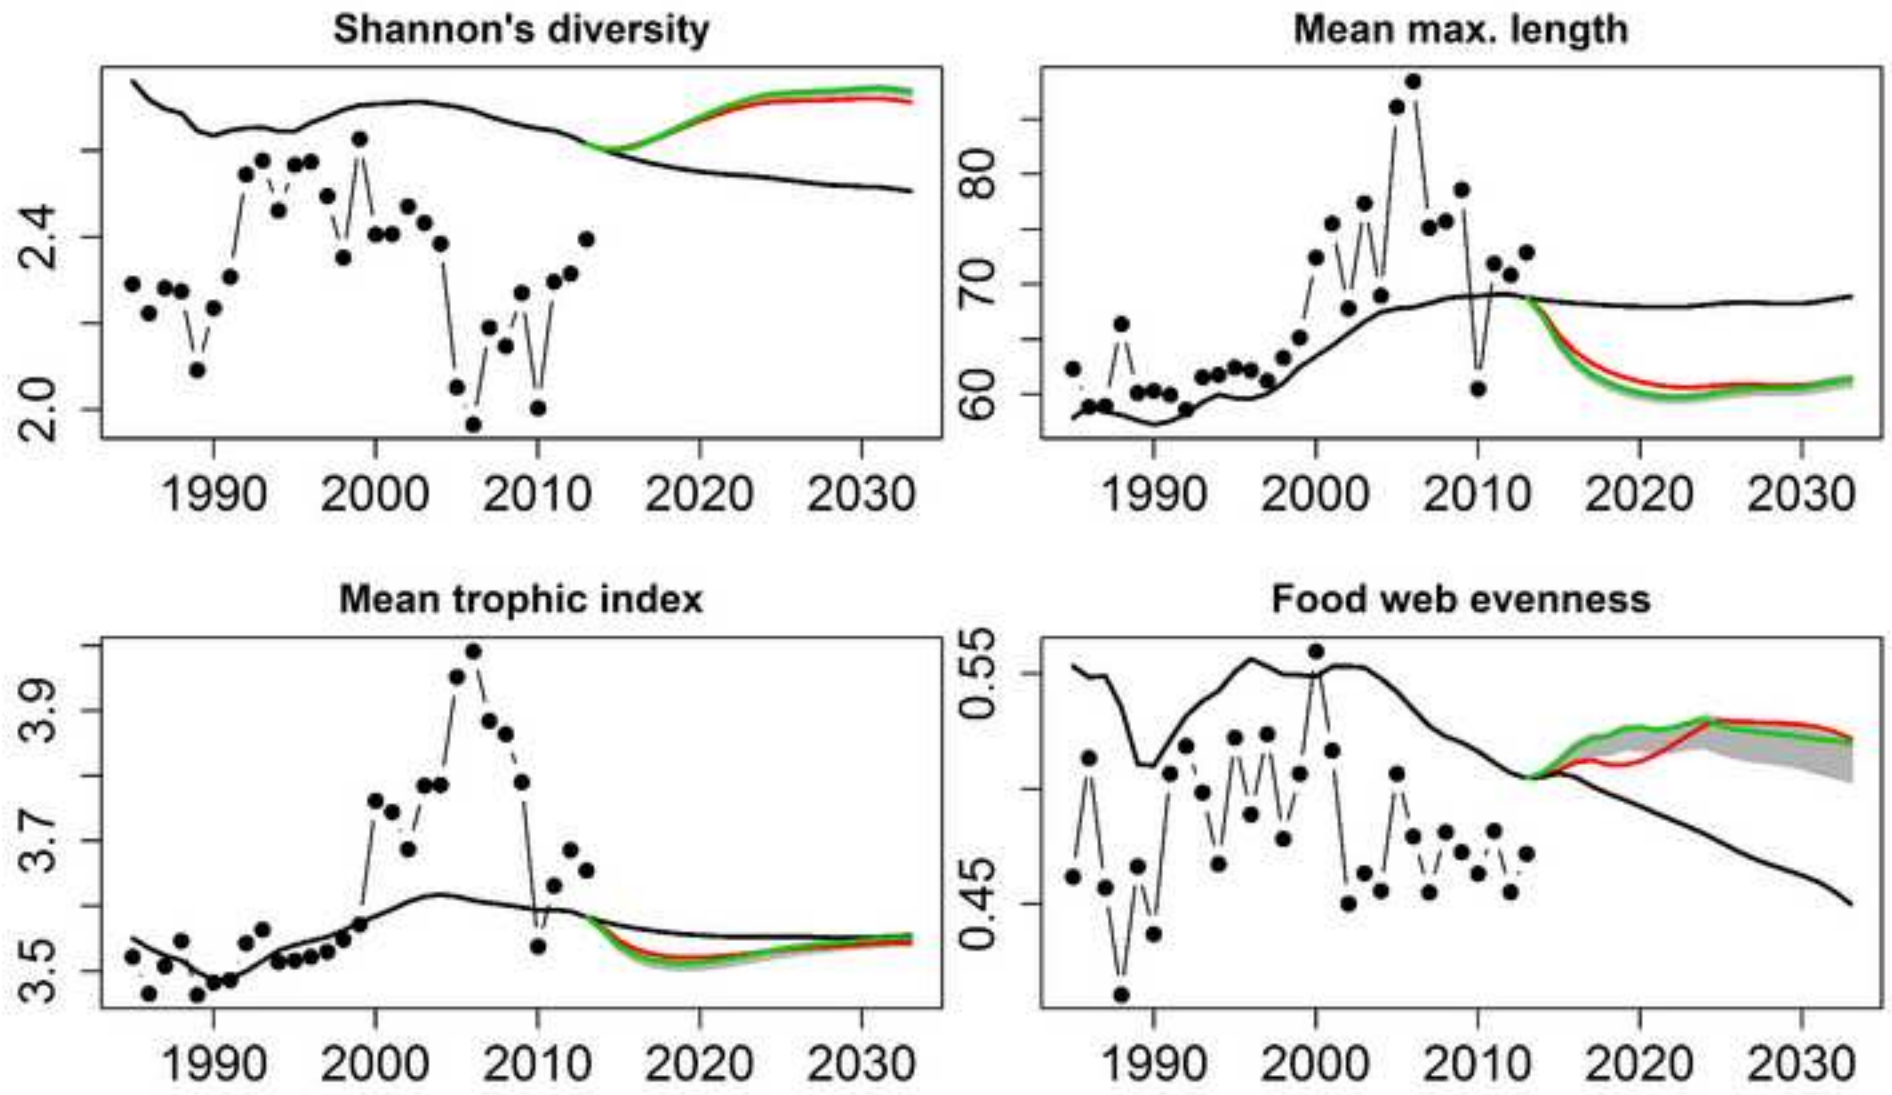 Shannon's diversity
2.4
2.0
1990 2000 2010 2020 2030
Mean max. length
80
70
60
1990 2000 2010 2020 2030
Mean trophic index
3.9
3.7
3.5
1990 2000 2010 2020 2030
Food web evenness
0.55
0.45
1990 2000 2010 2020 2030